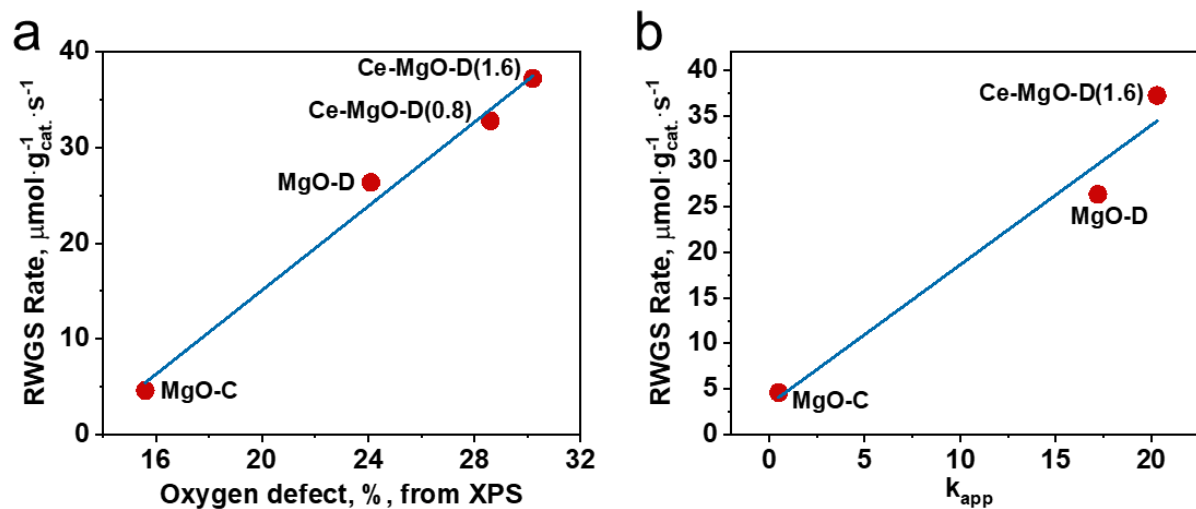 a
RWGS Rate, μmol·g⁻¹cat.·s⁻¹
40
30
20
10
0
Ce-MgO-D(1.6)
Ce-MgO-D(0.8)
MgO-D
MgO-C
16 20 24 28 32
Oxygen defect, %, from XPS
b
RWGS Rate, μmol·g⁻¹cat.·s⁻¹
40
35
30
25
20
15
10
5
0
Ce-MgO-D(1.6)
MgO-D
MgO-C
0 5 10 15 20
kapp